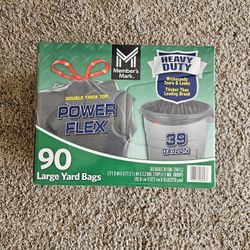 M
Member's
Mark.
HEAVY
DUTY
Withstands
Tears & Leaks
Thicker Than
Leading Brand
DOUBLE THICK TOP
POWER
FLEX
39
GALLON
90
Large Yard Bags